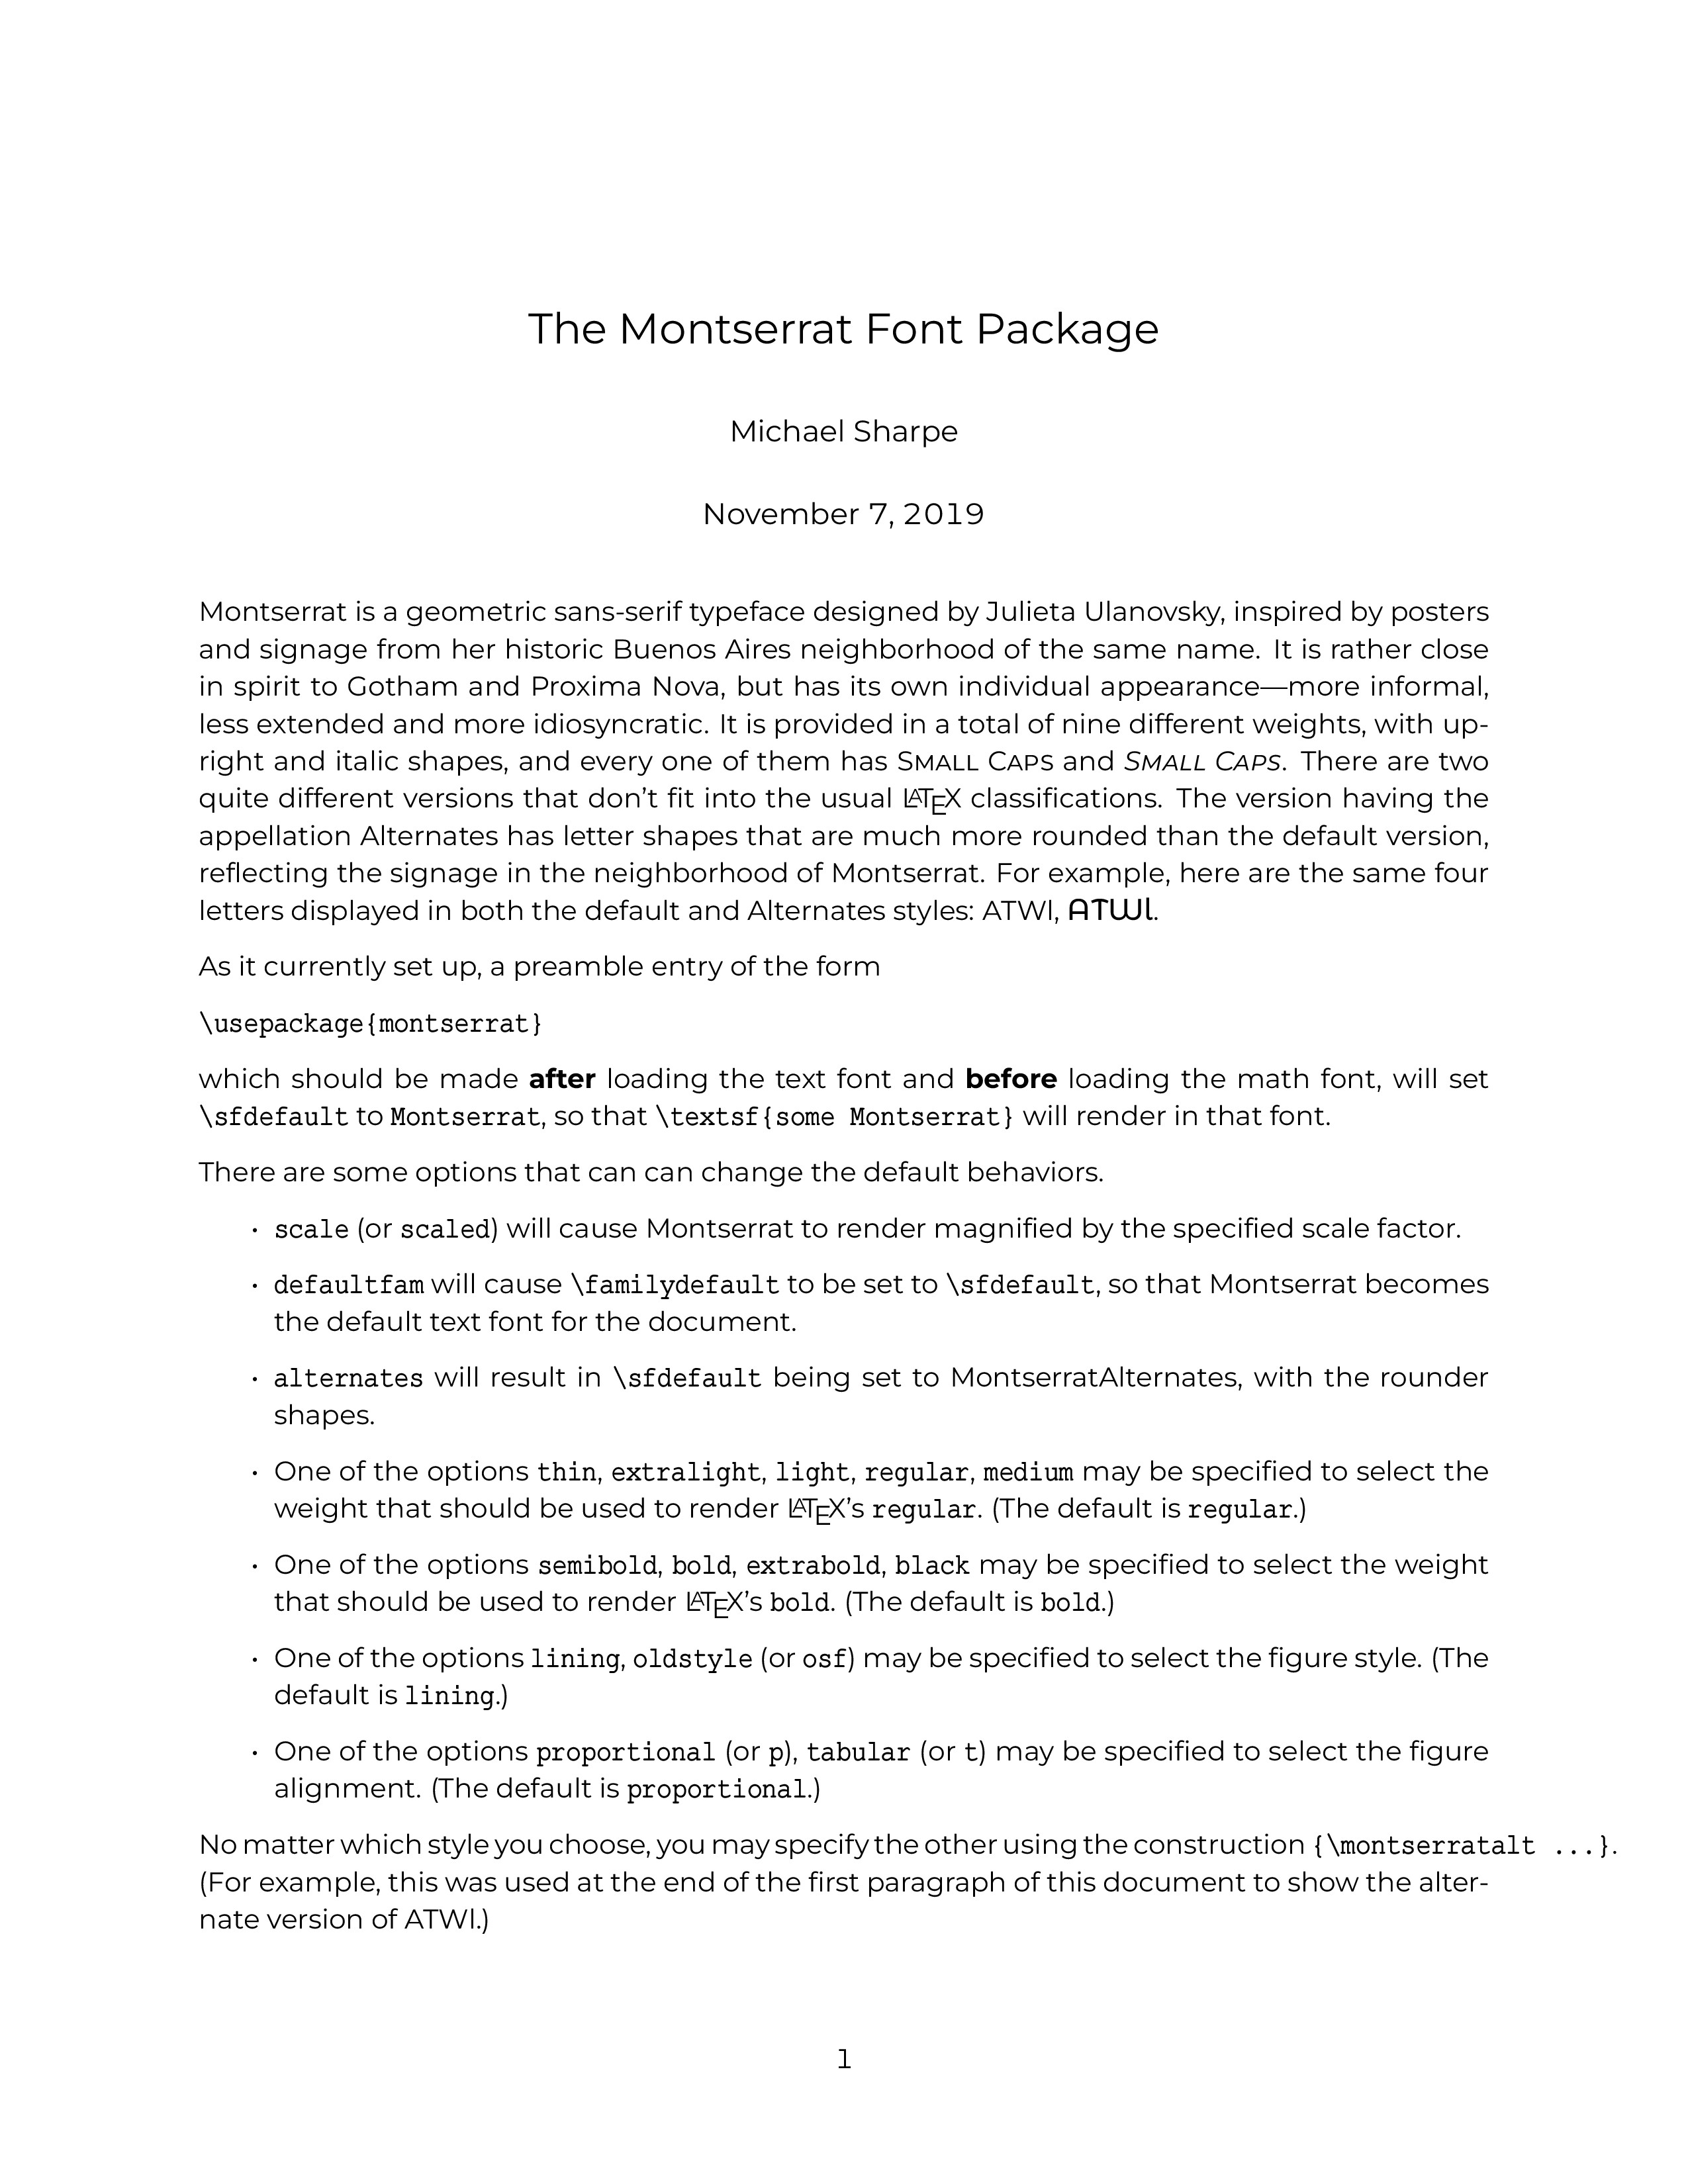 The Montserrat Font Package
Michael Sharpe
November 7, 2019
Montserrat is a geometric sans-serif typeface designed by Julieta Ulanovsky, inspired by posters
and signage from her historic Buenos Aires neighborhood of the same name. It is rather close
in spirit to Gotham and Proxima Nova, but has its own individual appearance—more informal,
less extended and more idiosyncratic. It is provided in a total of nine different weights, with up-
right and italic shapes, and every one of them has Small Caps and Small Caps. There are two
quite different versions that don't fit into the usual LATEX classifications. The version having the
appellation Alternates has letter shapes that are much more rounded than the default version,
reflecting the signage in the neighborhood of Montserrat. For example, here are the same four
letters displayed in both the default and Alternates styles: ATWl, ATWl.
As it currently set up, a preamble entry of the form
\usepackage{montserrat}
which should be made after loading the text font and before loading the math font, will set
\sfdefault to Montserrat, so that \textsf{some Montserrat} will render in that font.
There are some options that can can change the default behaviors.
· scale (or scaled) will cause Montserrat to render magnified by the specified scale factor.
· defaultfam will cause \familydefault to be set to \sfdefault, so that Montserrat becomes
the default text font for the document.
· alternates will result in \sfdefault being set to MontserratAlternates, with the rounder
shapes.
· One of the options thin, extralight, light, regular, medium may be specified to select the
weight that should be used to render LATEX's regular. (The default is regular.)
· One of the options semibold, bold, extrabold, black may be specified to select the weight
that should be used to render LATEX's bold. (The default is bold.)
· One of the options lining, oldstyle (or osf) may be specified to select the figure style. (The
default is lining.)
· One of the options proportional (or p), tabular (or t) may be specified to select the figure
alignment. (The default is proportional.)
No matter which style you choose, you may specify the other using the construction {\montserratalt ...}.
(For example, this was used at the end of the first paragraph of this document to show the alter-
nate version of ATWl.)
1